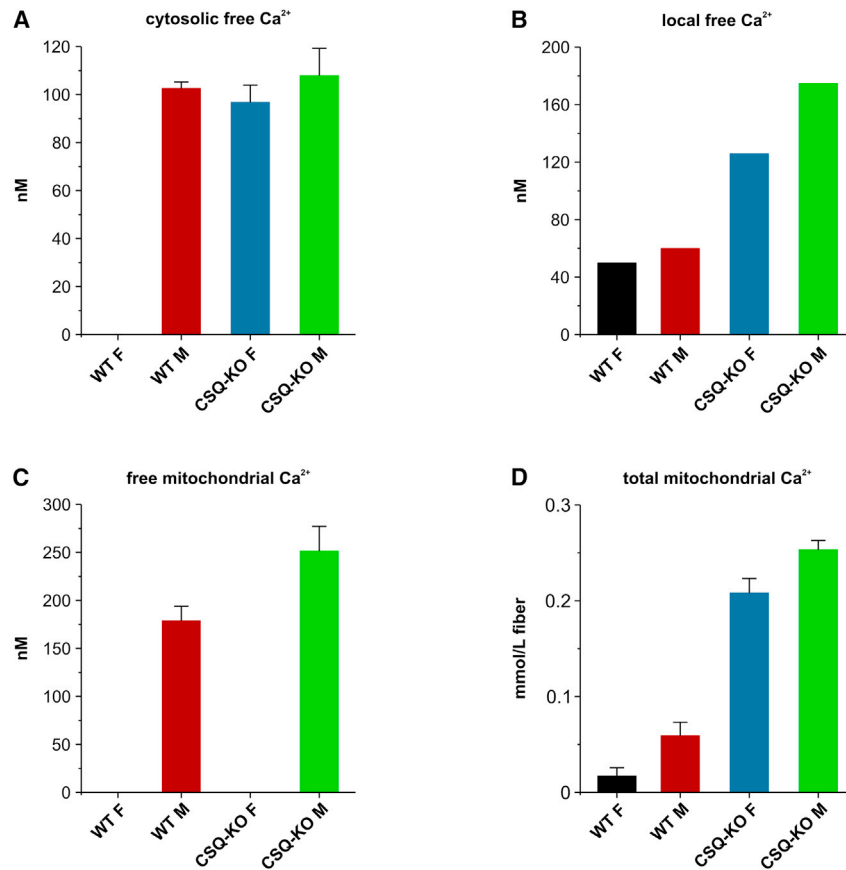 A
cytosolic free Ca²⁺
120
100
80
60
40
20
0
nM
WT F
WT M
CSQ-KO F
CSQ-KO M
B
local free Ca²⁺
200
160
120
80
40
0
nM
WT F
WT M
CSQ-KO F
CSQ-KO M
C
free mitochondrial Ca²⁺
300
250
200
150
100
50
0
nM
WT F
WT M
CSQ-KO F
CSQ-KO M
D
total mitochondrial Ca²⁺
0.3
0.2
0.1
0
mmol/L fiber
WT F
WT M
CSQ-KO F
CSQ-KO M